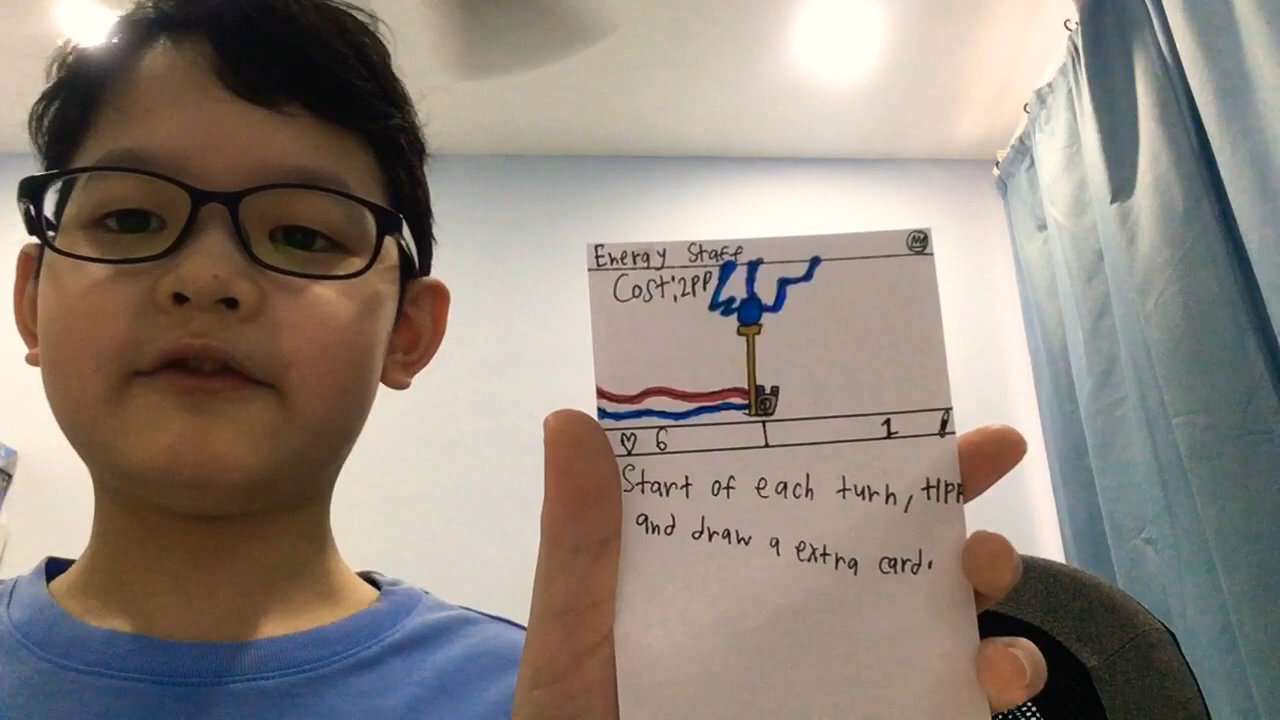 Energy Staff
Cost:2PP
♡ 6 1
Start of each turn, +1PP
and draw a extra card.